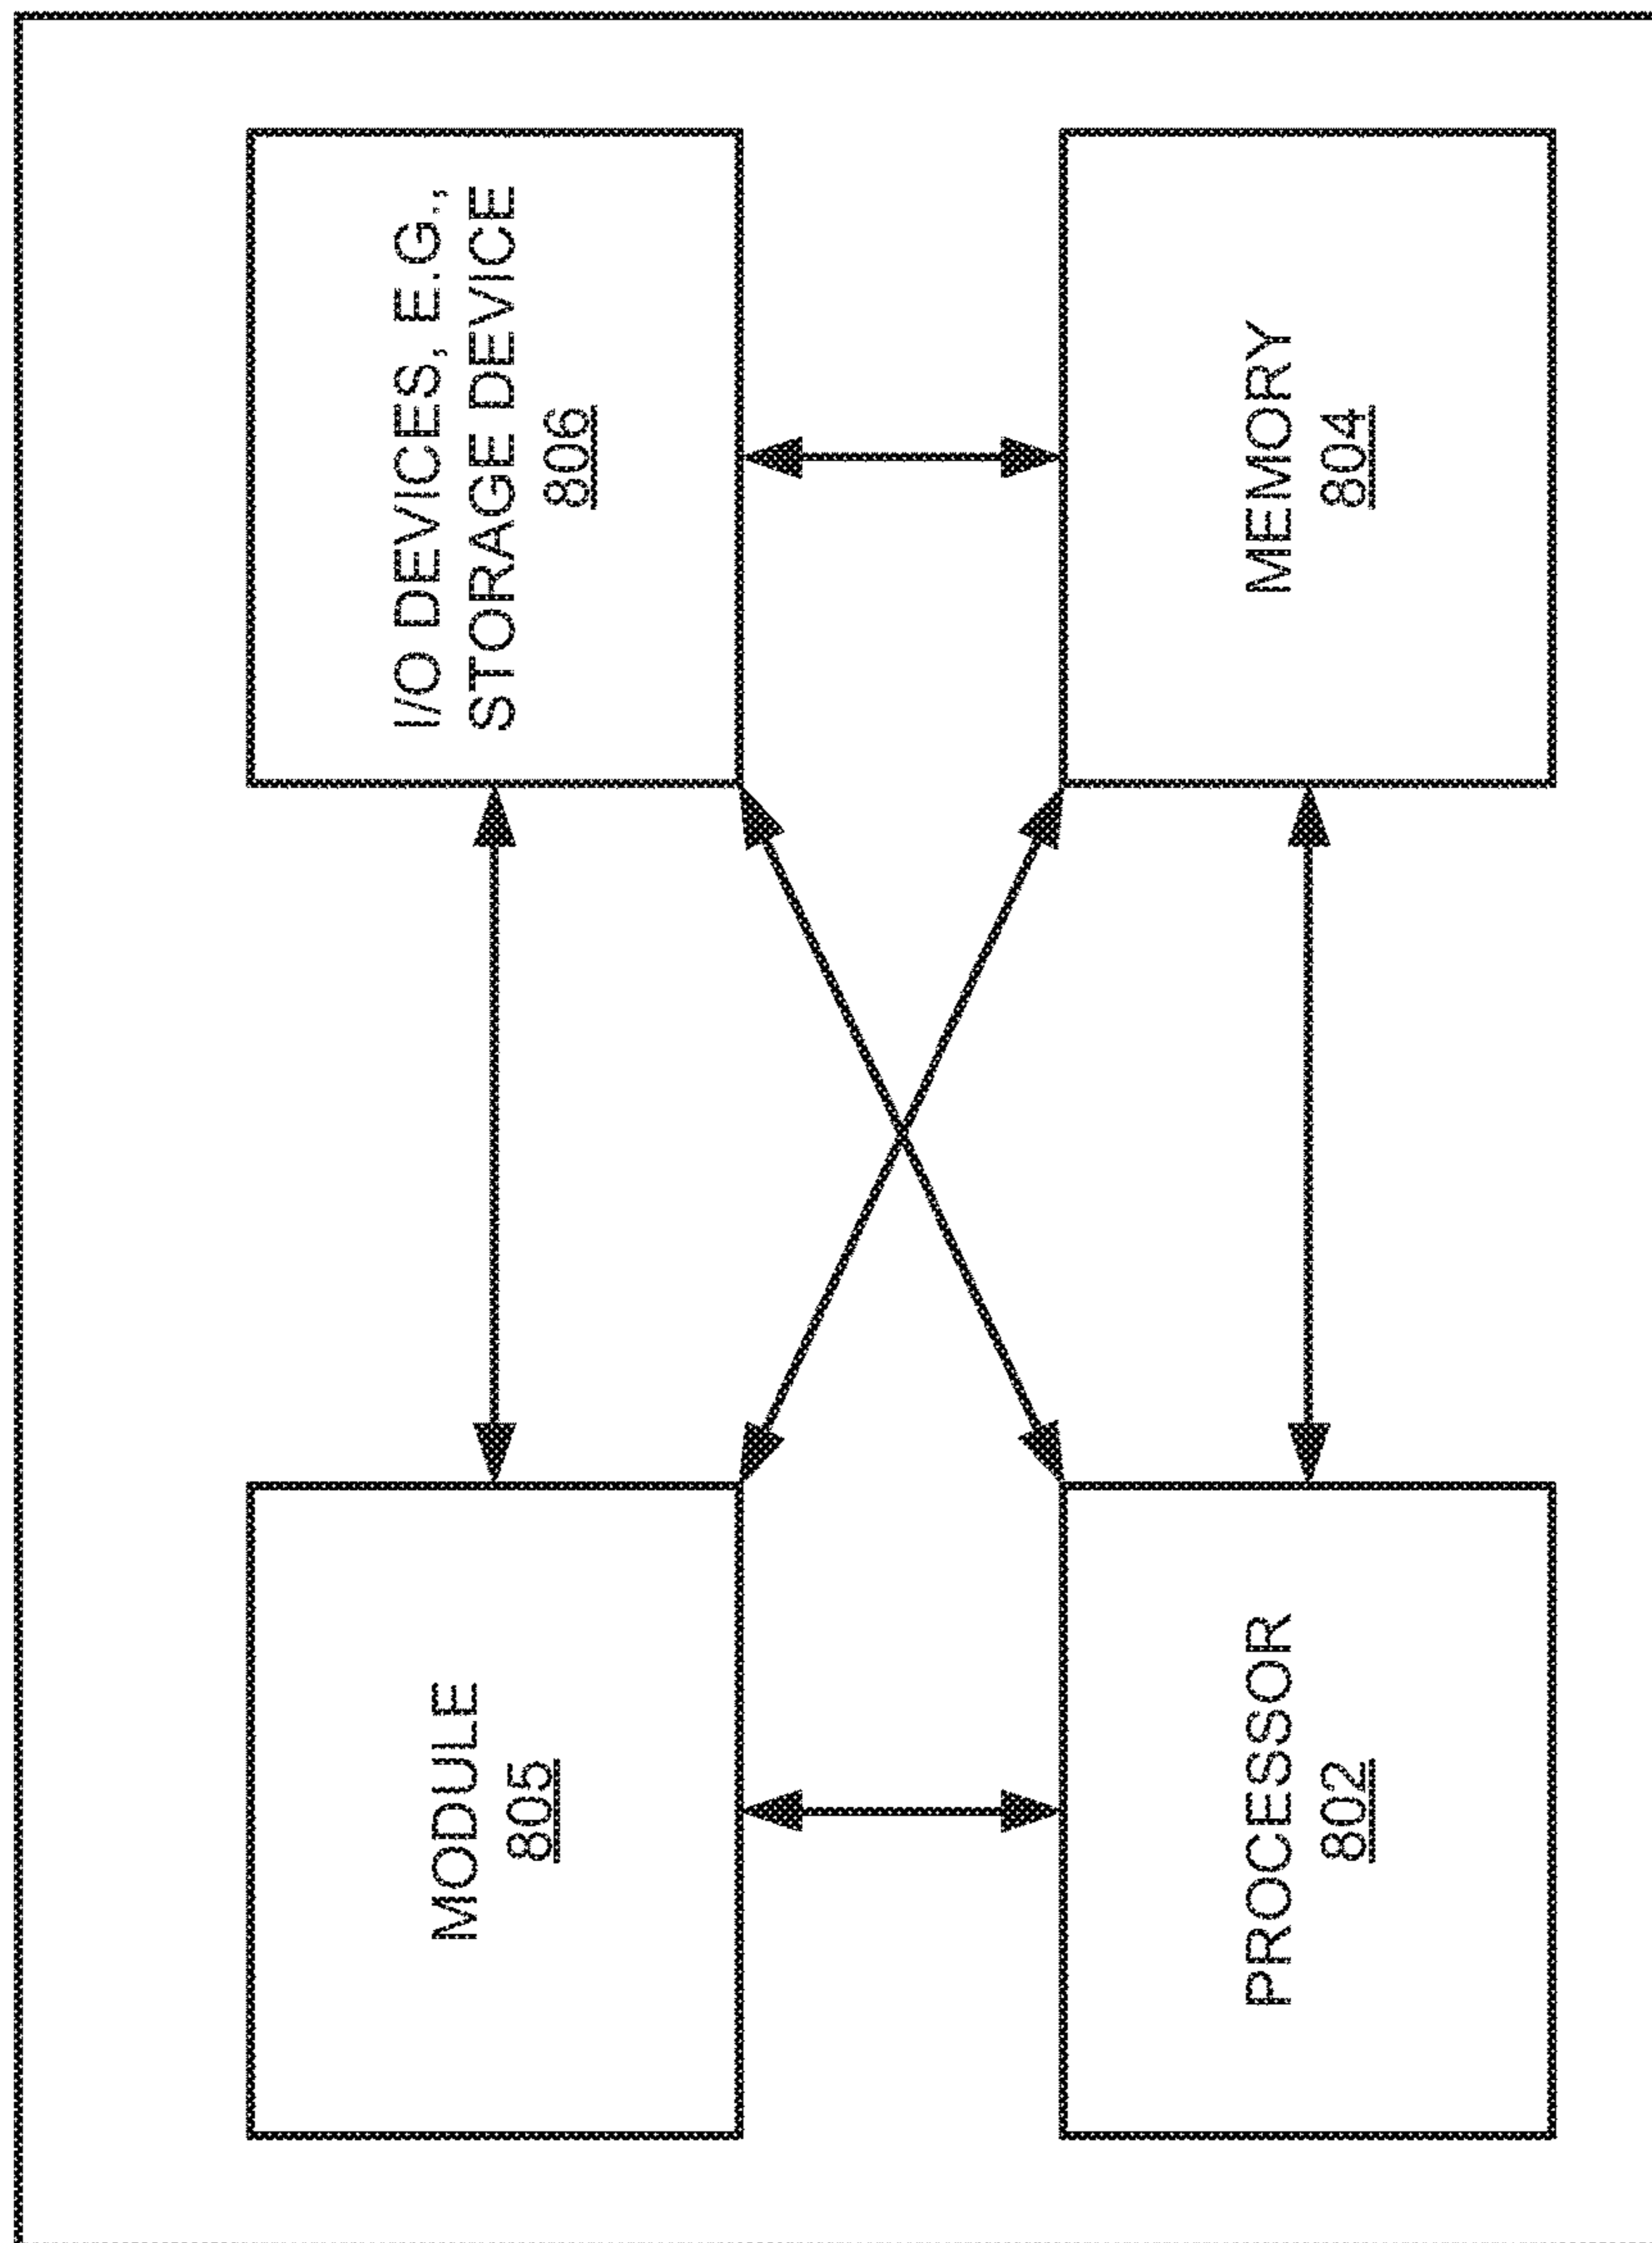 MODULE
805
I/O DEVICES, E.G.,
STORAGE DEVICE
806
PROCESSOR
802
MEMORY
804